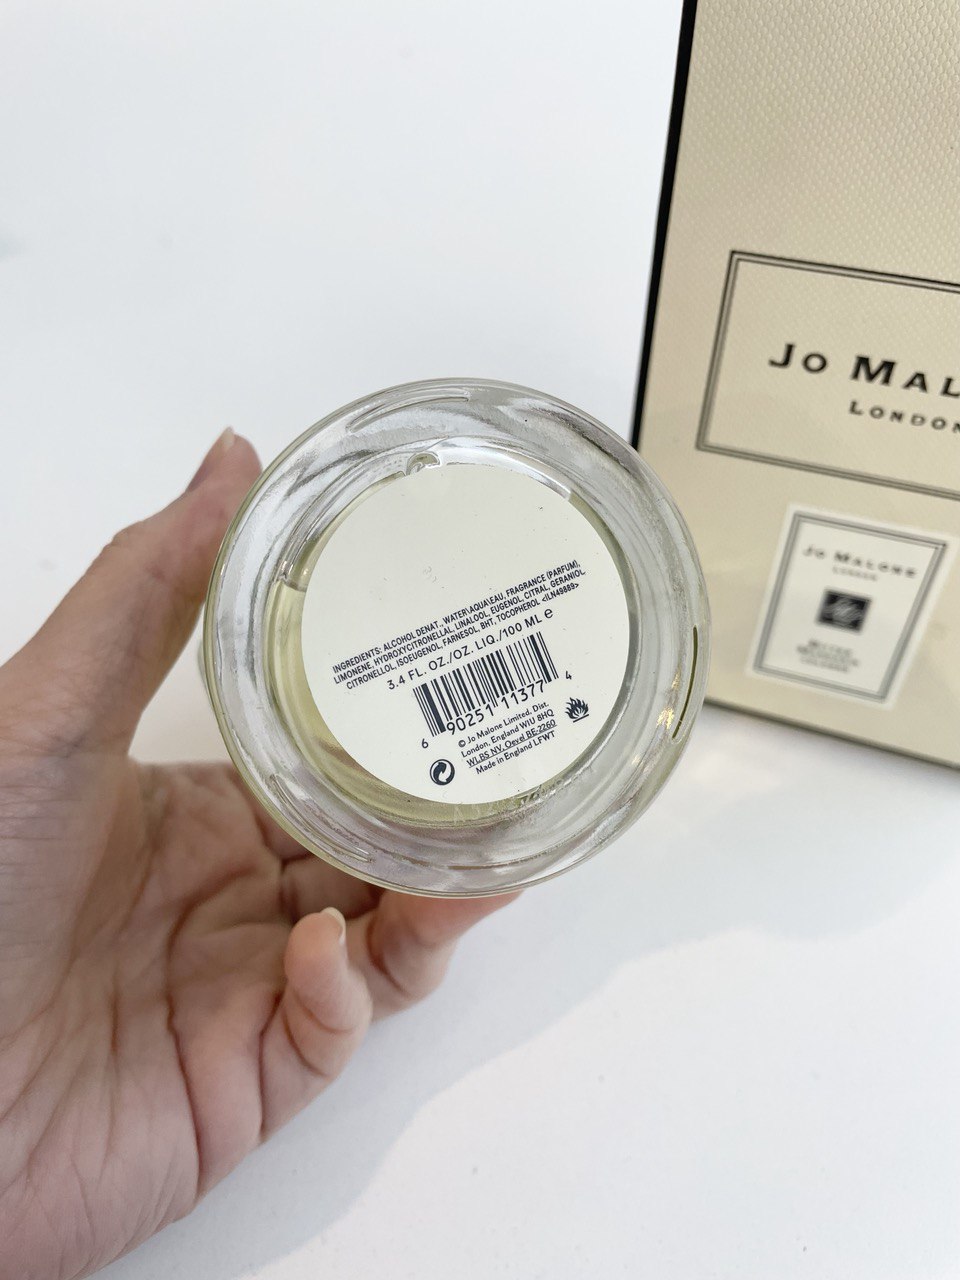 INGREDIENTS: ALCOHOL DENAT., WATER\AQUA\EAU, FRAGRANCE (PARFUM),
LIMONENE, HYDROXYCITRONELLAL, LINALOOL, EUGENOL, CITRAL, GERANIOL,
CITRONELLOL, ISOEUGENOL, FARNESOL, BHT, TOCOPHEROL <ILN49889>
3.4 FL. OZ./OZ. LIQ./100 ML e
6 90251 11377 4
© Jo Malone Limited, Dist.
London, England W1U 8HQ
WLBS NV, Oevel BE-2260
Made in England LFWT
JO MAL
LONDON
JO MALONE
LONDON